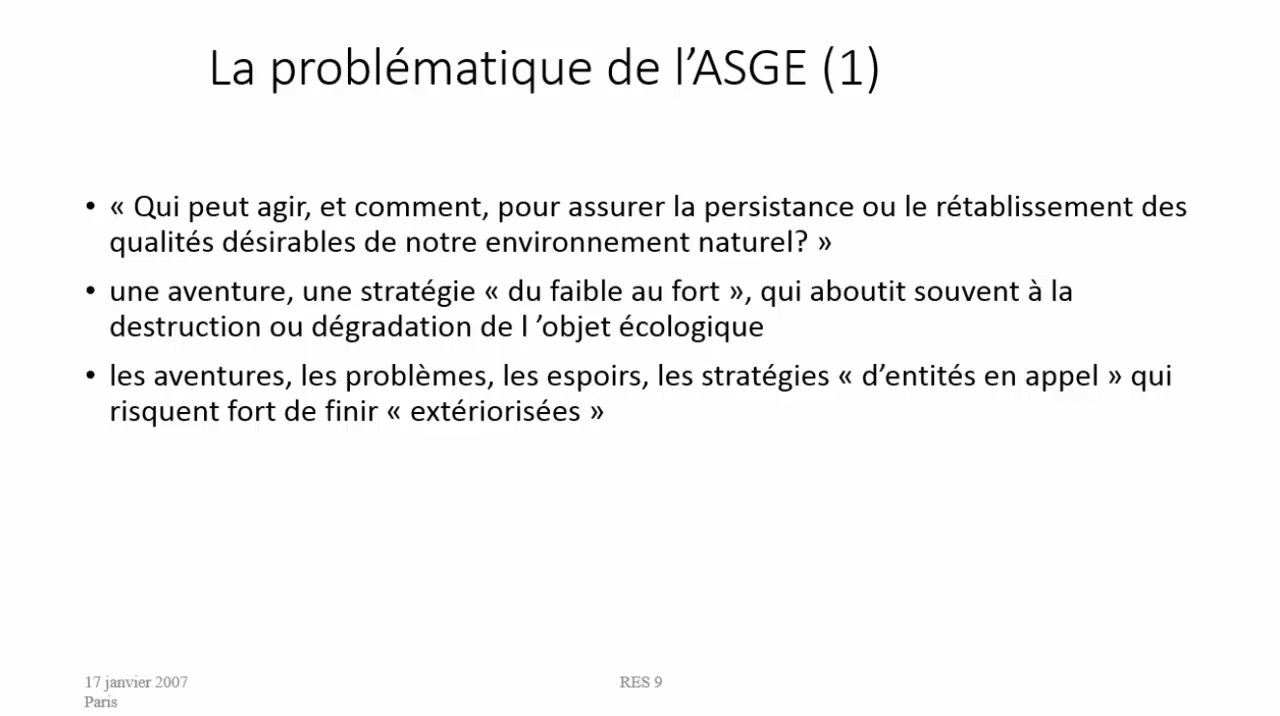 La problématique de l’ASGE (1)
• « Qui peut agir, et comment, pour assurer la persistance ou le rétablissement des
qualités désirables de notre environnement naturel? »
• une aventure, une stratégie « du faible au fort », qui aboutit souvent à la
destruction ou dégradation de l ’objet écologique
• les aventures, les problèmes, les espoirs, les stratégies « d’entités en appel » qui
risquent fort de finir « extériorisées »
17 janvier 2007
Paris
RES 9